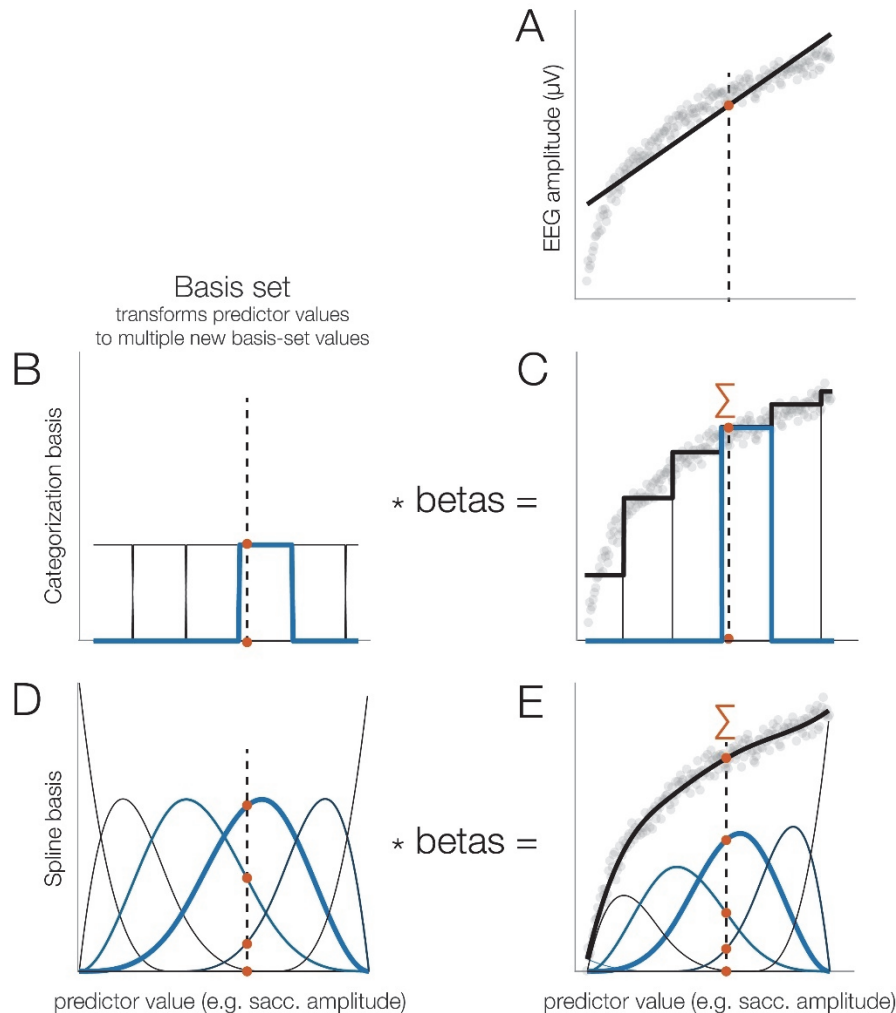 A
EEG amplitude (µV)
Basis set
transforms predictor values
to multiple new basis-set values
B
Categorization basis
* betas =
C
Σ
D
Spline basis
predictor value (e.g. sacc. amplitude)
* betas =
E
Σ
predictor value (e.g. sacc. amplitude)